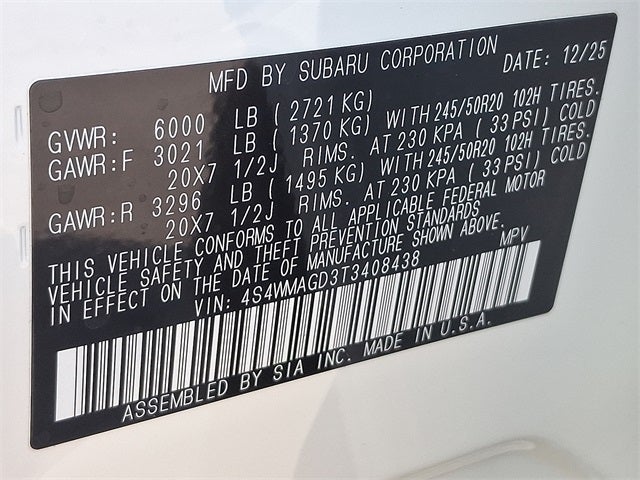 MFD BY SUBARU CORPORATION DATE: 12/25
GVWR: 6000 LB ( 2721 KG)
GAWR:F 3021 LB ( 1370 KG) WITH 245/50R20 102H TIRES.
20X7 1/2J RIMS. AT 230 KPA ( 33 PSI) COLD
GAWR:R 3296 LB ( 1495 KG) WITH 245/50R20 102H TIRES.
20X7 1/2J RIMS. AT 230 KPA ( 33 PSI) COLD
THIS VEHICLE CONFORMS TO ALL APPLICABLE FEDERAL MOTOR
VEHICLE SAFETY AND THEFT PREVENTION STANDARDS
IN EFFECT ON THE DATE OF MANUFACTURE SHOWN ABOVE.
VIN: 4S4WMAGD3T3408438 MPV
ASSEMBLED BY SIA INC. MADE IN U.S.A.